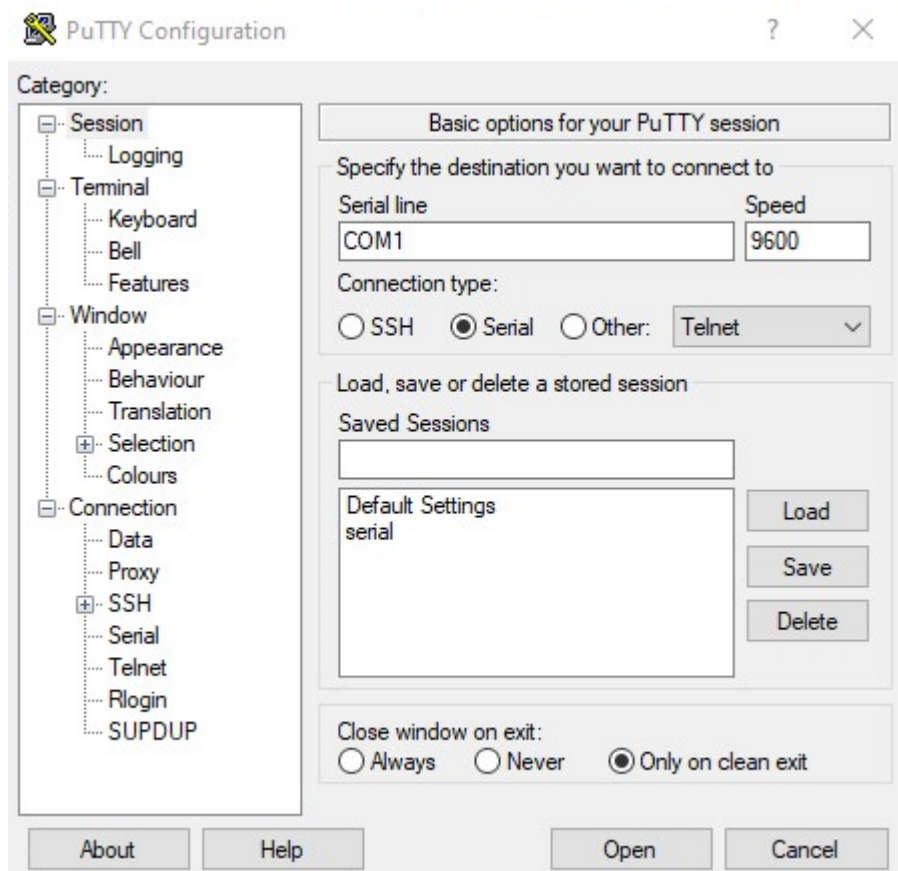 PuTTY Configuration
?
Category:
Session
Logging
Terminal
Keyboard
Bell
Features
Window
Appearance
Behaviour
Translation
Selection
Colours
Connection
Data
Proxy
SSH
Serial
Telnet
Rlogin
SUPDUP
Basic options for your PuTTY session
Specify the destination you want to connect to
Serial line Speed
COM1 9600
Connection type:
SSH Serial Other: Telnet
Load, save or delete a stored session
Saved Sessions
Default Settings
serial
Load
Save
Delete
Close window on exit:
Always Never Only on clean exit
About Help Open Cancel